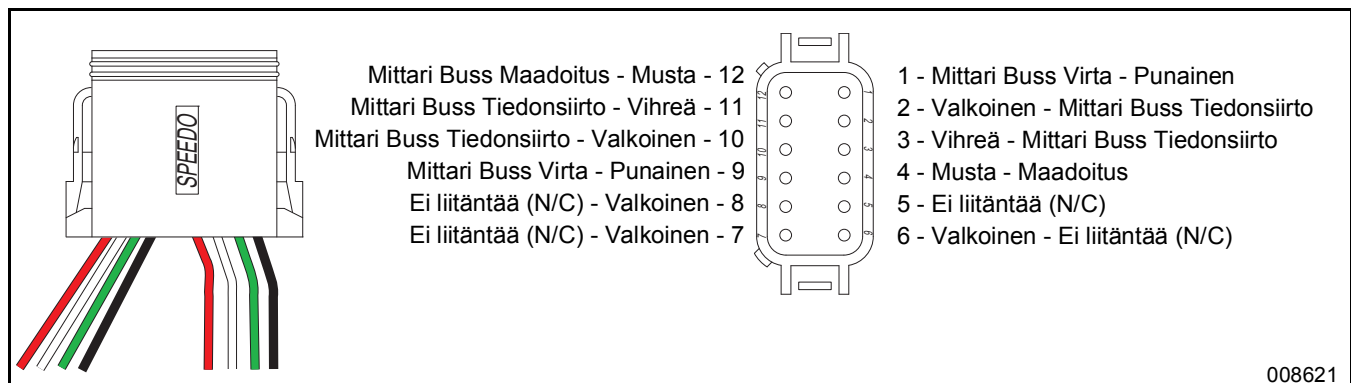 SPEEDO
Mittari Buss Maadoitus - Musta - 12
Mittari Buss Tiedonsiirto - Vihreä - 11
Mittari Buss Tiedonsiirto - Valkoinen - 10
Mittari Buss Virta - Punainen - 9
Ei liitäntää (N/C) - Valkoinen - 8
Ei liitäntää (N/C) - Valkoinen - 7
12 1
11 2
10 3
9 4
8 5
7 6
1 - Mittari Buss Virta - Punainen
2 - Valkoinen - Mittari Buss Tiedonsiirto
3 - Vihreä - Mittari Buss Tiedonsiirto
4 - Musta - Maadoitus
5 - Ei liitäntää (N/C)
6 - Valkoinen - Ei liitäntää (N/C)
008621